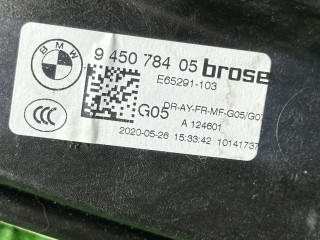 BMW
9 450 784 05 brose
E65291-103
CCC
G05
DR-AY-FR-MF-G05/G07
A 124601
2020-05-26 15:33:42 10141737